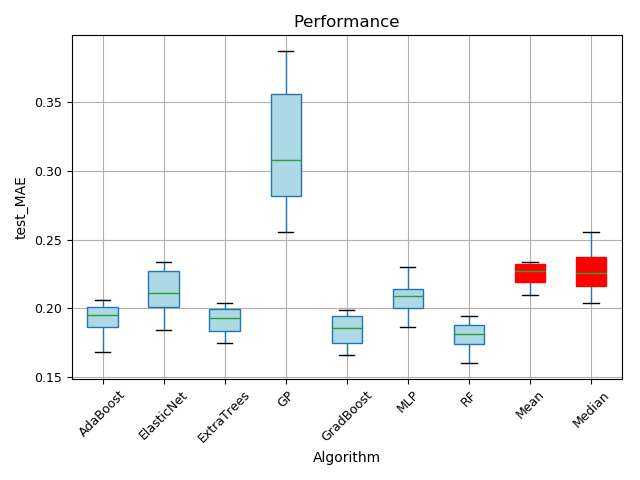 Performance
test_MAE
0.35
0.30
0.25
0.20
0.15
AdaBoost
ElasticNet
ExtraTrees
GP
GradBoost
MLP
RF
Mean
Median
Algorithm